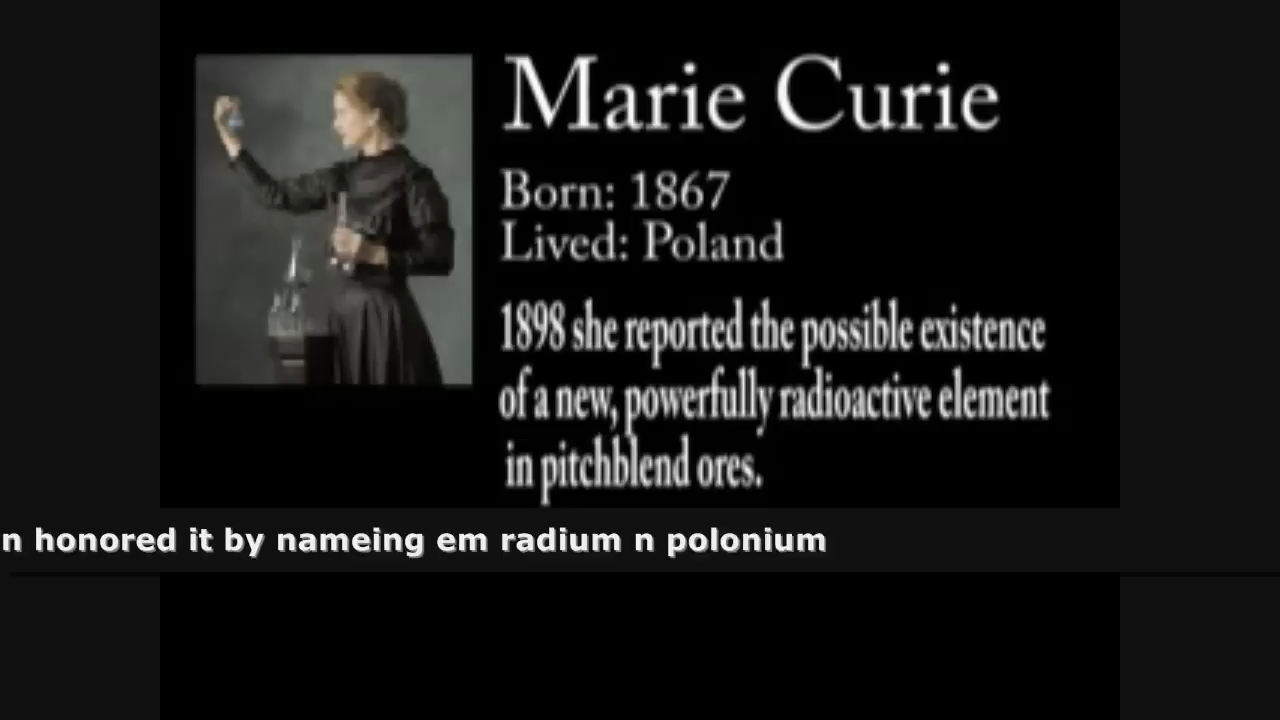 Marie Curie
Born: 1867
Lived: Poland
1898 she reported the possible existence
of a new, powerfully radioactive element
in pitchblend ores.
n honored it by nameing em radium n polonium